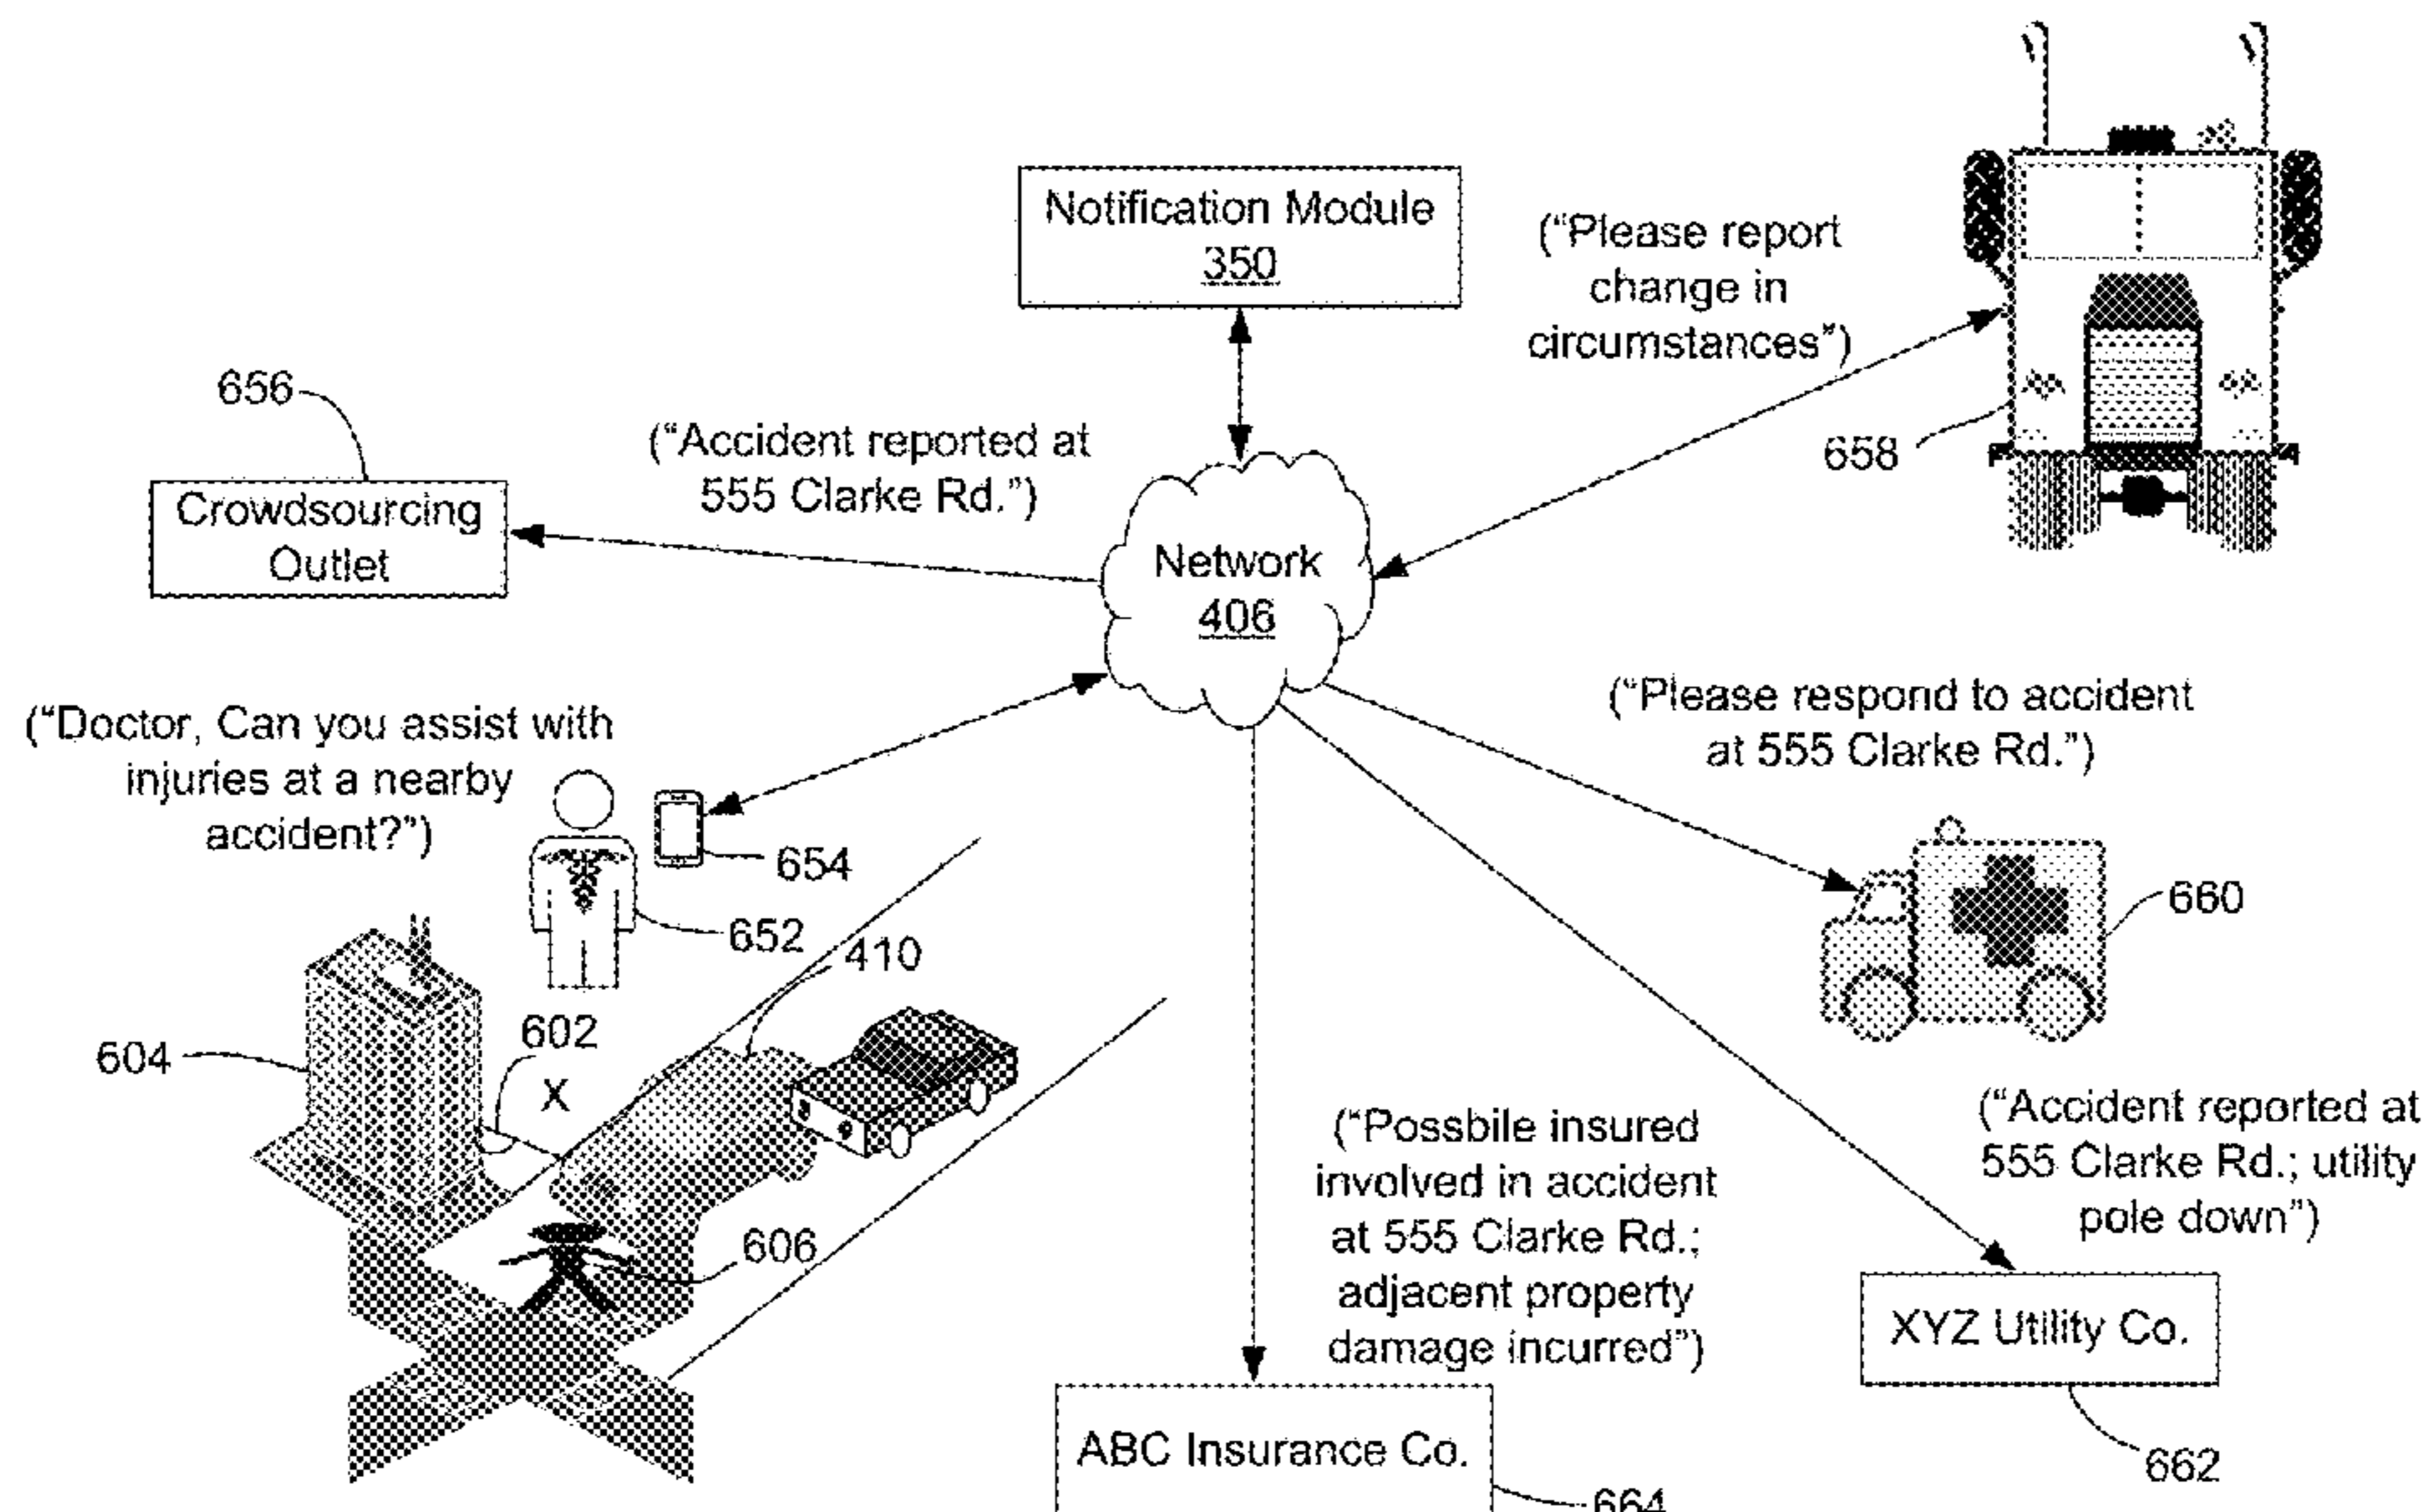 Notification Module
350
("Please report
change in
circumstances")
656
("Accident reported at
555 Clarke Rd.")
658
Crowdsourcing
Outlet
Network
406
("Doctor, Can you assist with
injuries at a nearby
accident?")
("Please respond to accident
at 555 Clarke Rd.")
654
652
660
410
602
604
X
("Possbile insured
involved in accident
at 555 Clarke Rd.;
adjacent property
damage incurred")
("Accident reported at
555 Clarke Rd.; utility
pole down")
606
XYZ Utility Co.
ABC Insurance Co.
662
664